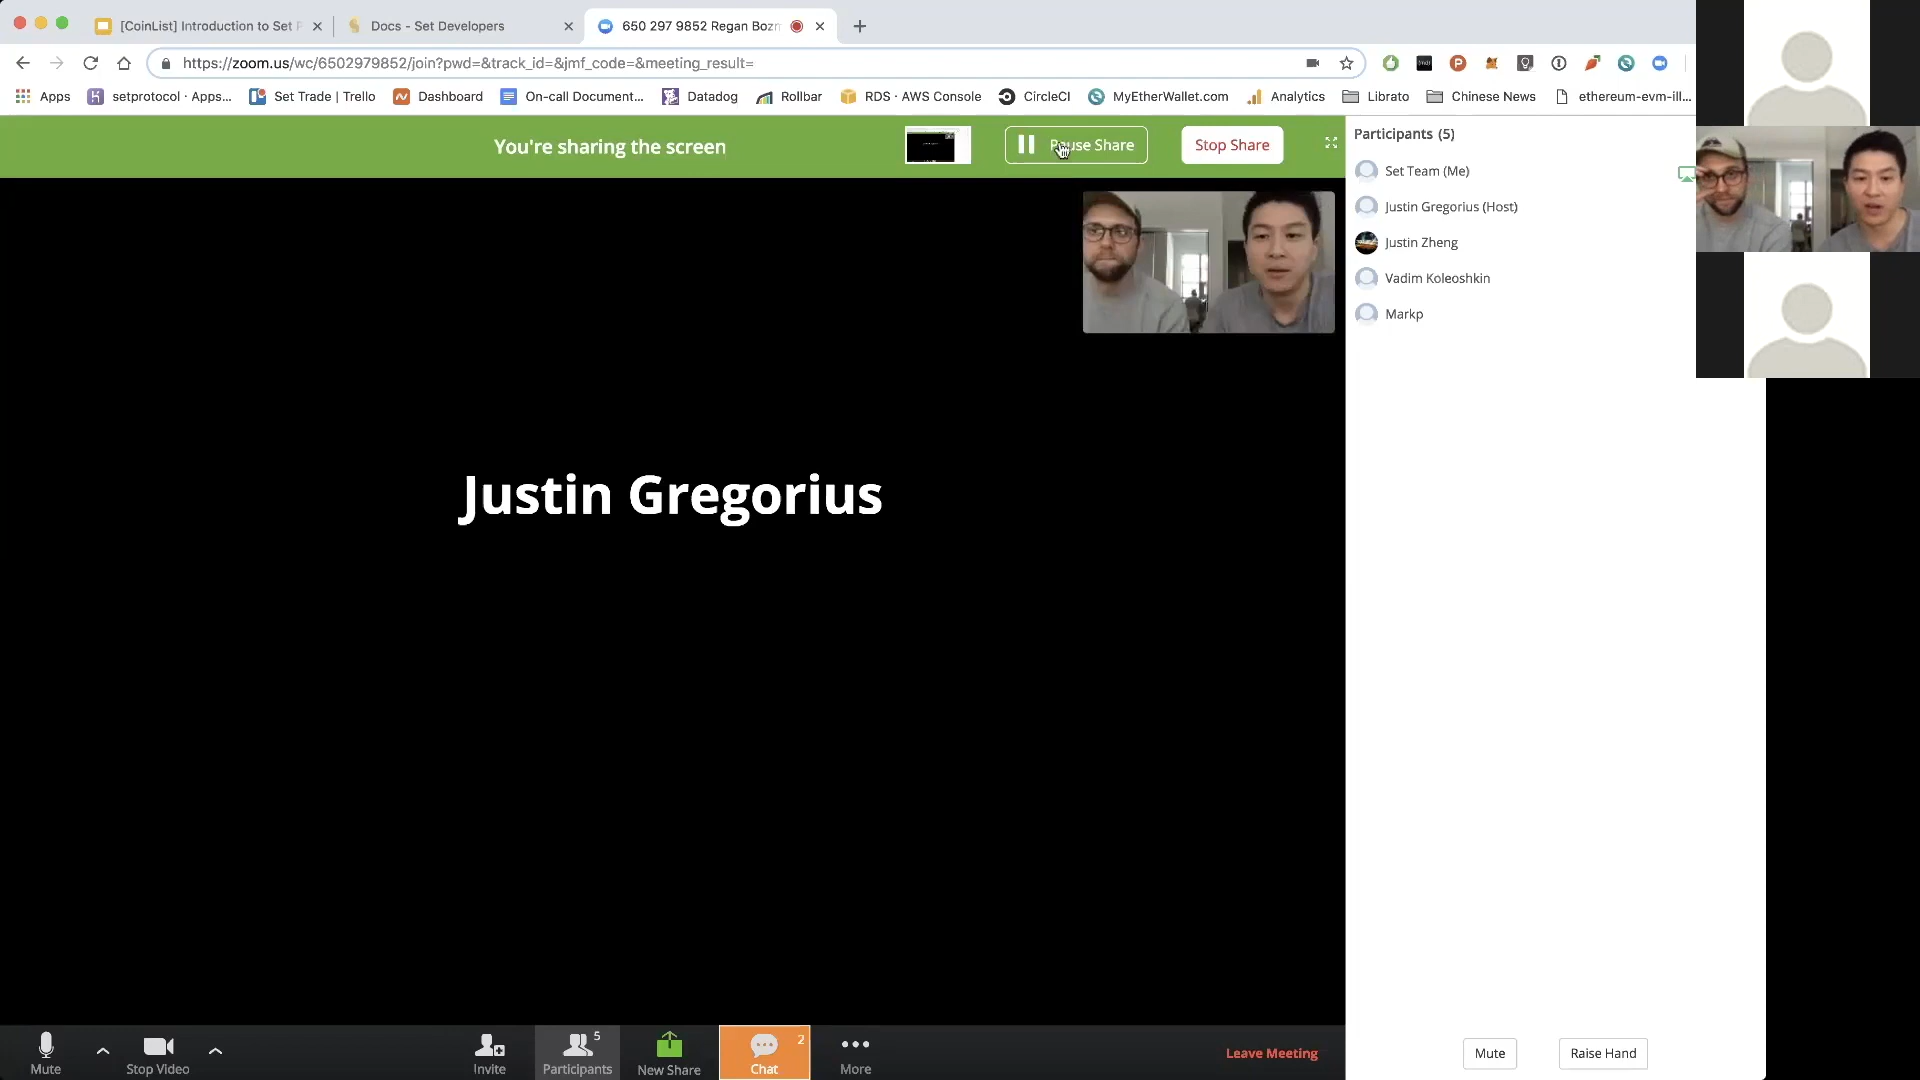 [CoinList] Introduction to Set P
Docs - Set Developers
650 297 9852 Regan Bozm
https://zoom.us/wc/6502979852/join?pwd=&track_id=&jmf_code=&meeting_result=
Apps
setprotocol · Apps...
Set Trade | Trello
Dashboard
On-call Document...
Datadog
Rollbar
RDS · AWS Console
CircleCI
MyEtherWallet.com
Analytics
Librato
Chinese News
ethereum-evm-ill...
You're sharing the screen
Pause Share
Stop Share
Participants (5)
Set Team (Me)
Justin Gregorius (Host)
Justin Zheng
Vadim Koleoshkin
Markp
Justin Gregorius
Mute
Stop Video
Invite
5
Participants
New Share
2
Chat
More
Leave Meeting
Mute
Raise Hand